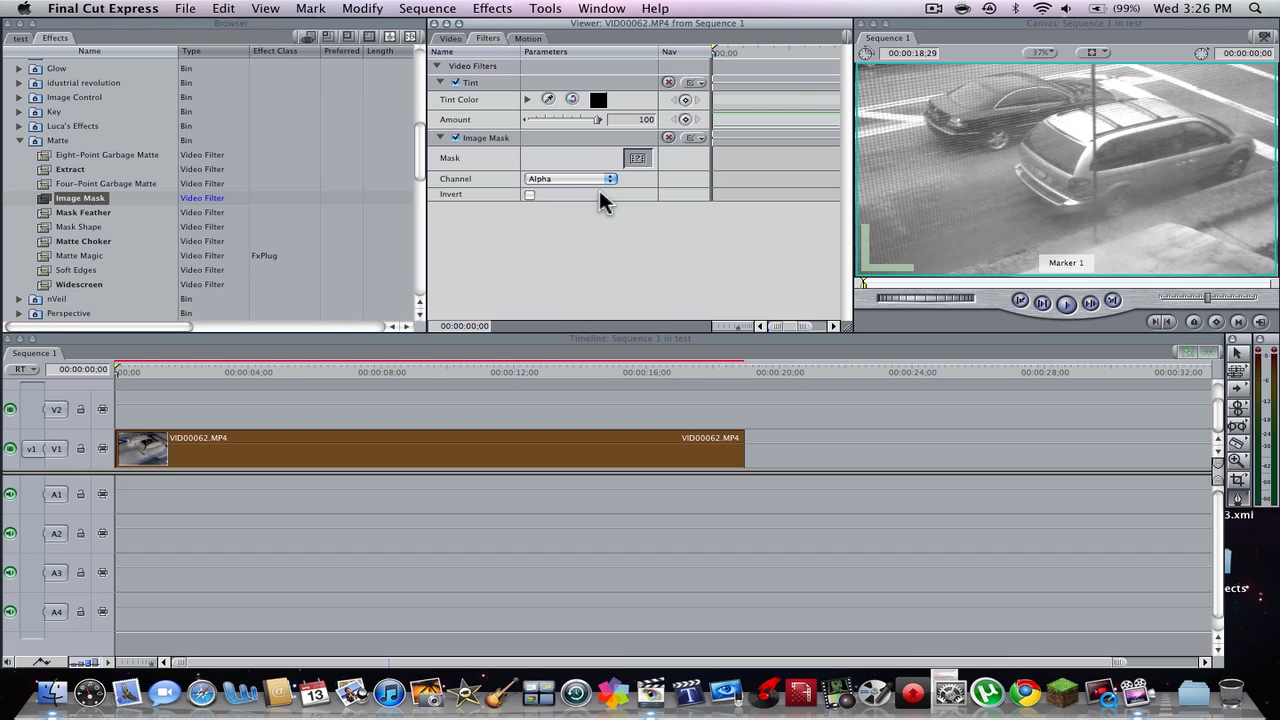 Final Cut Express File Edit View Mark Modify Sequence Effects Tools Window Help (99%) Wed 3:26 PM
Browser
test Effects
Name Type Effect Class Preferred Length
Glow Bin
idustrial revolution Bin
Image Control Bin
Key Bin
Luca's Effects Bin
Matte Bin
Eight-Point Garbage Matte Video Filter
Extract Video Filter
Four-Point Garbage Matte Video Filter
Image Mask Video Filter
Mask Feather Video Filter
Mask Shape Video Filter
Matte Choker Video Filter
Matte Magic Video Filter FxPlug
Soft Edges Video Filter
Widescreen Video Filter
nVeil Bin
Perspective Bin
Viewer: VID00062.MP4 from Sequence 1
Video Filters Motion
Name Parameters Nav 00;00
Video Filters
Tint
Tint Color
Amount 100
Image Mask
Mask
Channel Alpha
Invert
00:00:00;00
Canvas: Sequence 1 in test
Sequence 1
00:00:18;29 37% 00:00:00;00
Marker 1
Timeline: Sequence 1 in test
Sequence 1
RT 00:00:00;00 00;00 00:00:04;00 00:00:08;00 00:00:12;00 00:00:16;00 00:00:20;00 00:00:24;00 00:00:28;00 00:00:32;00
V2
v1 V1 VID00062.MP4 VID00062.MP4
A1
A2
A3
A4
3.xml
ects
13